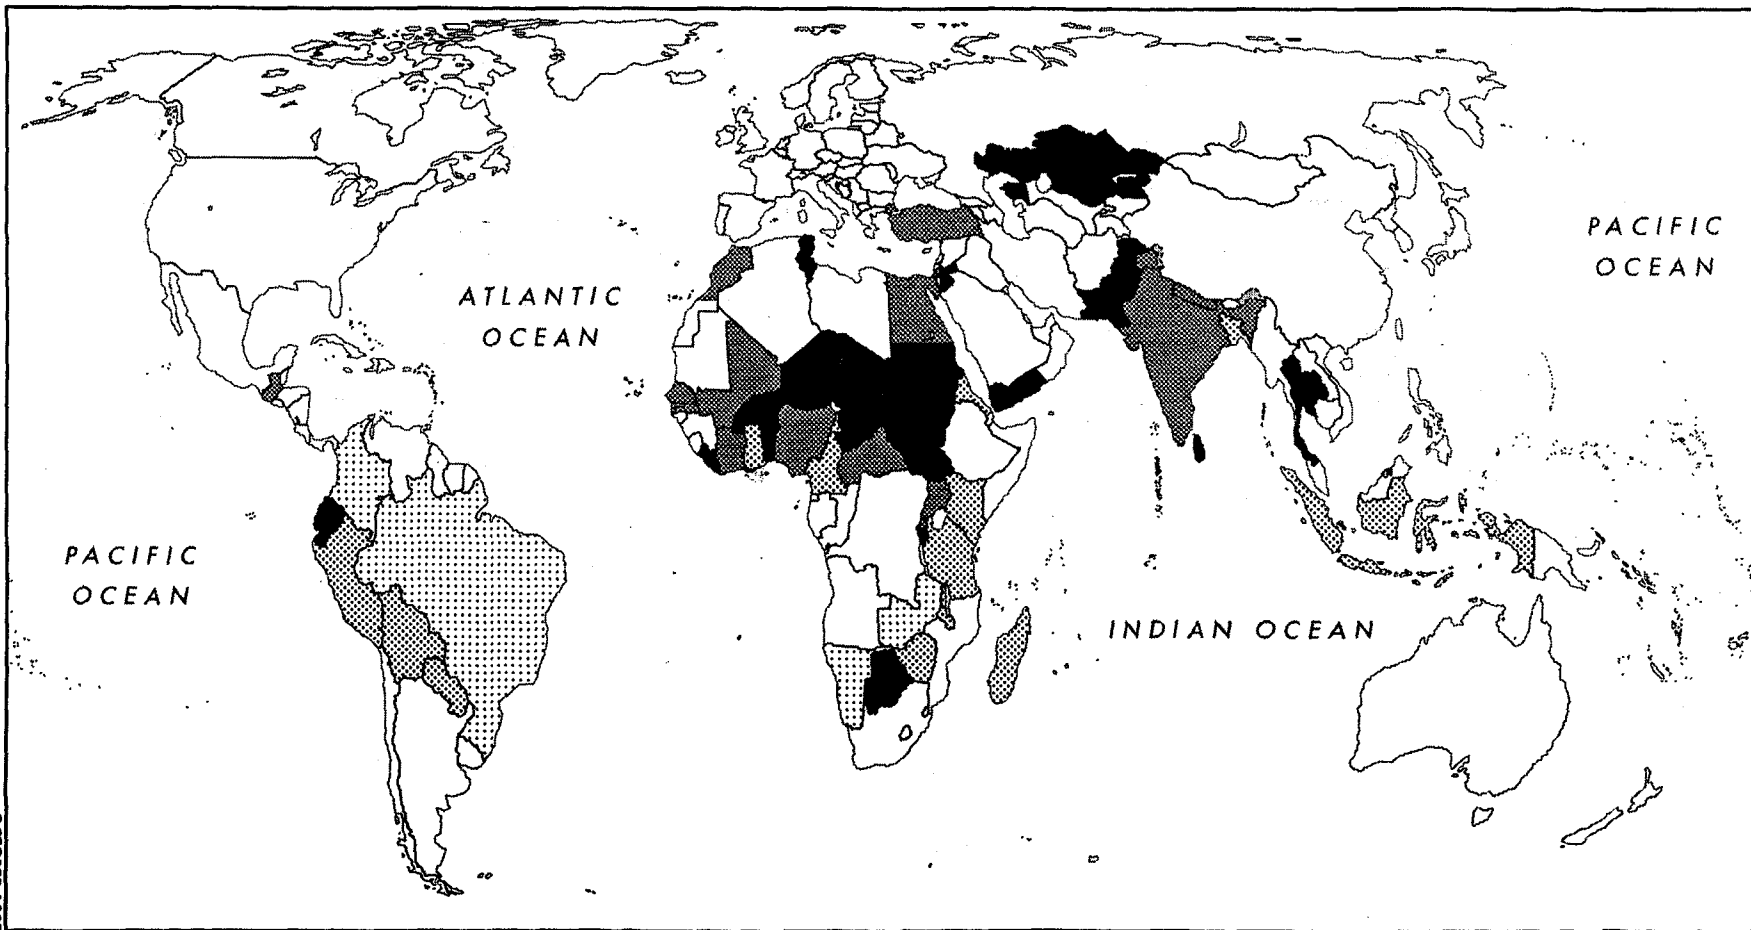 PACIFIC
OCEAN
ATLANTIC
OCEAN
PACIFIC
OCEAN
INDIAN OCEAN